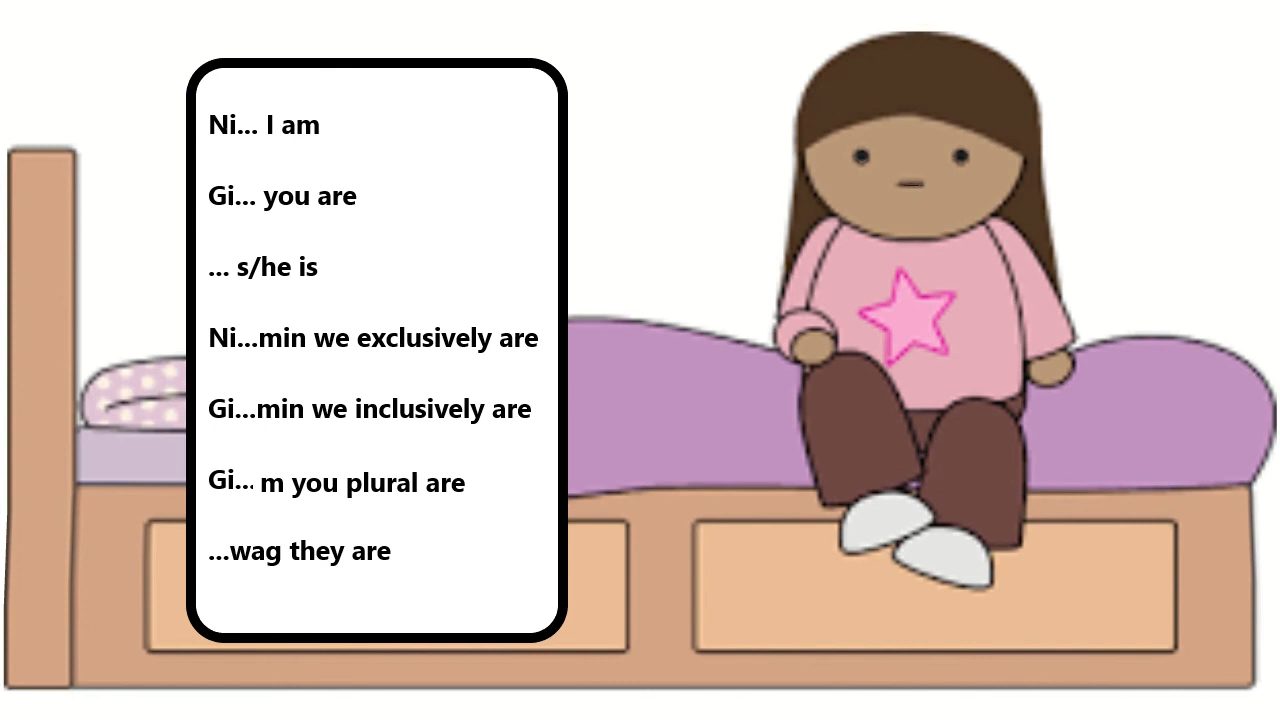 Ni... I am
Gi... you are
... s/he is
Ni...min we exclusively are
Gi...min we inclusively are
Gi... m you plural are
...wag they are